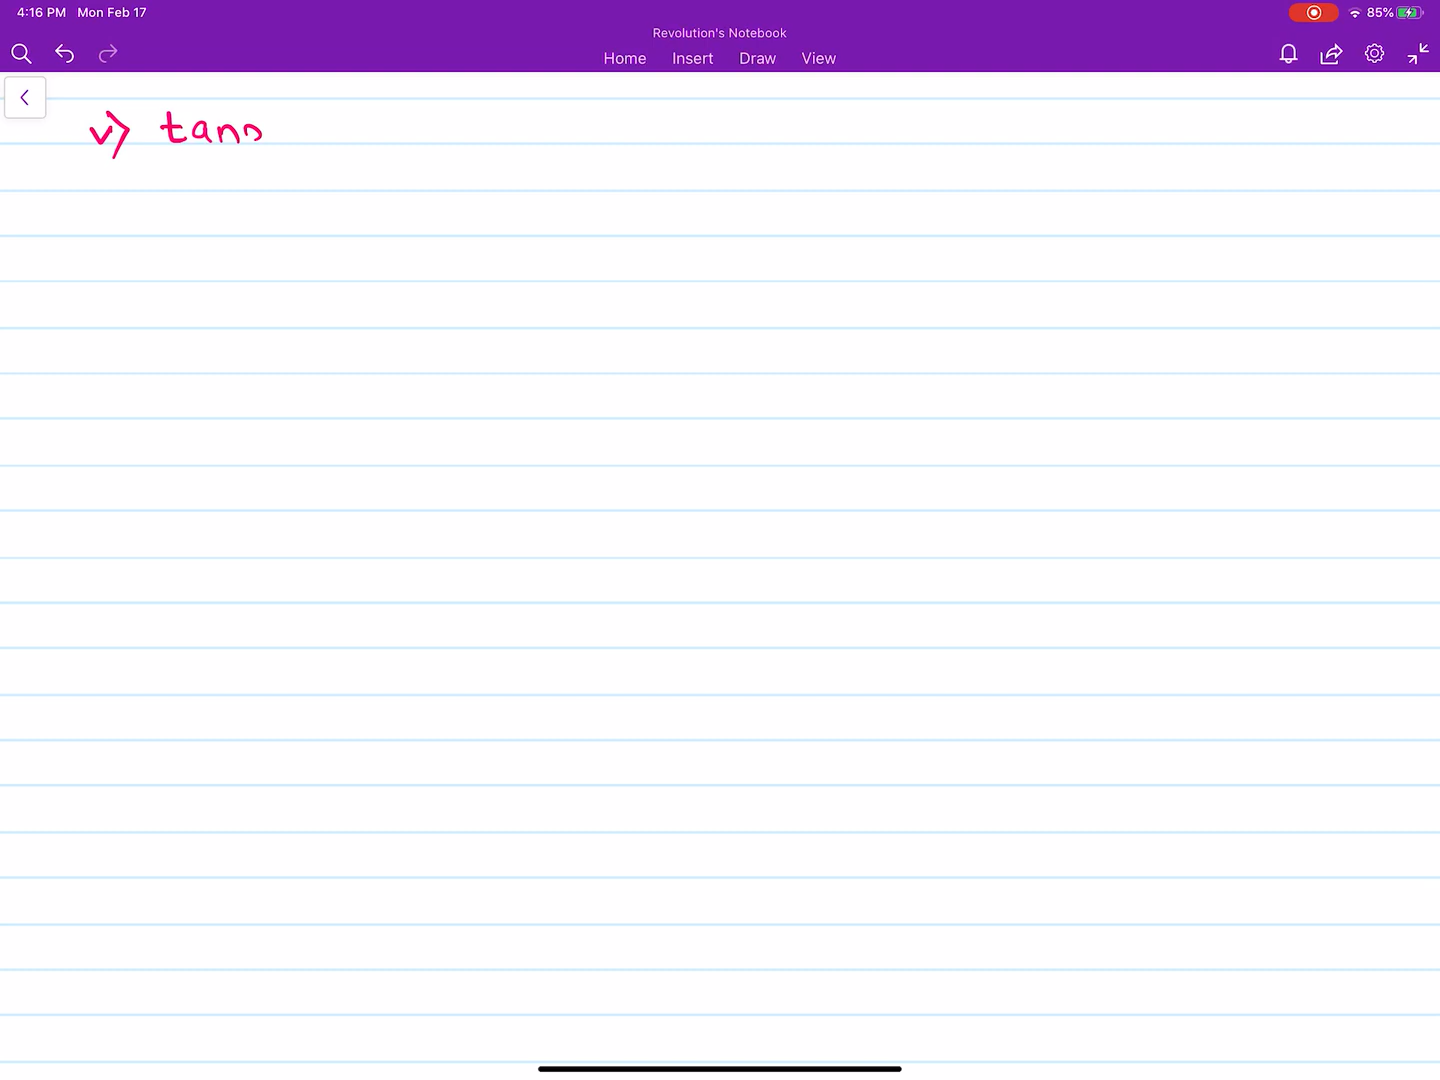 4:16 PM Mon Feb 17 85%
Revolution's Notebook
Home Insert Draw View
v) tan